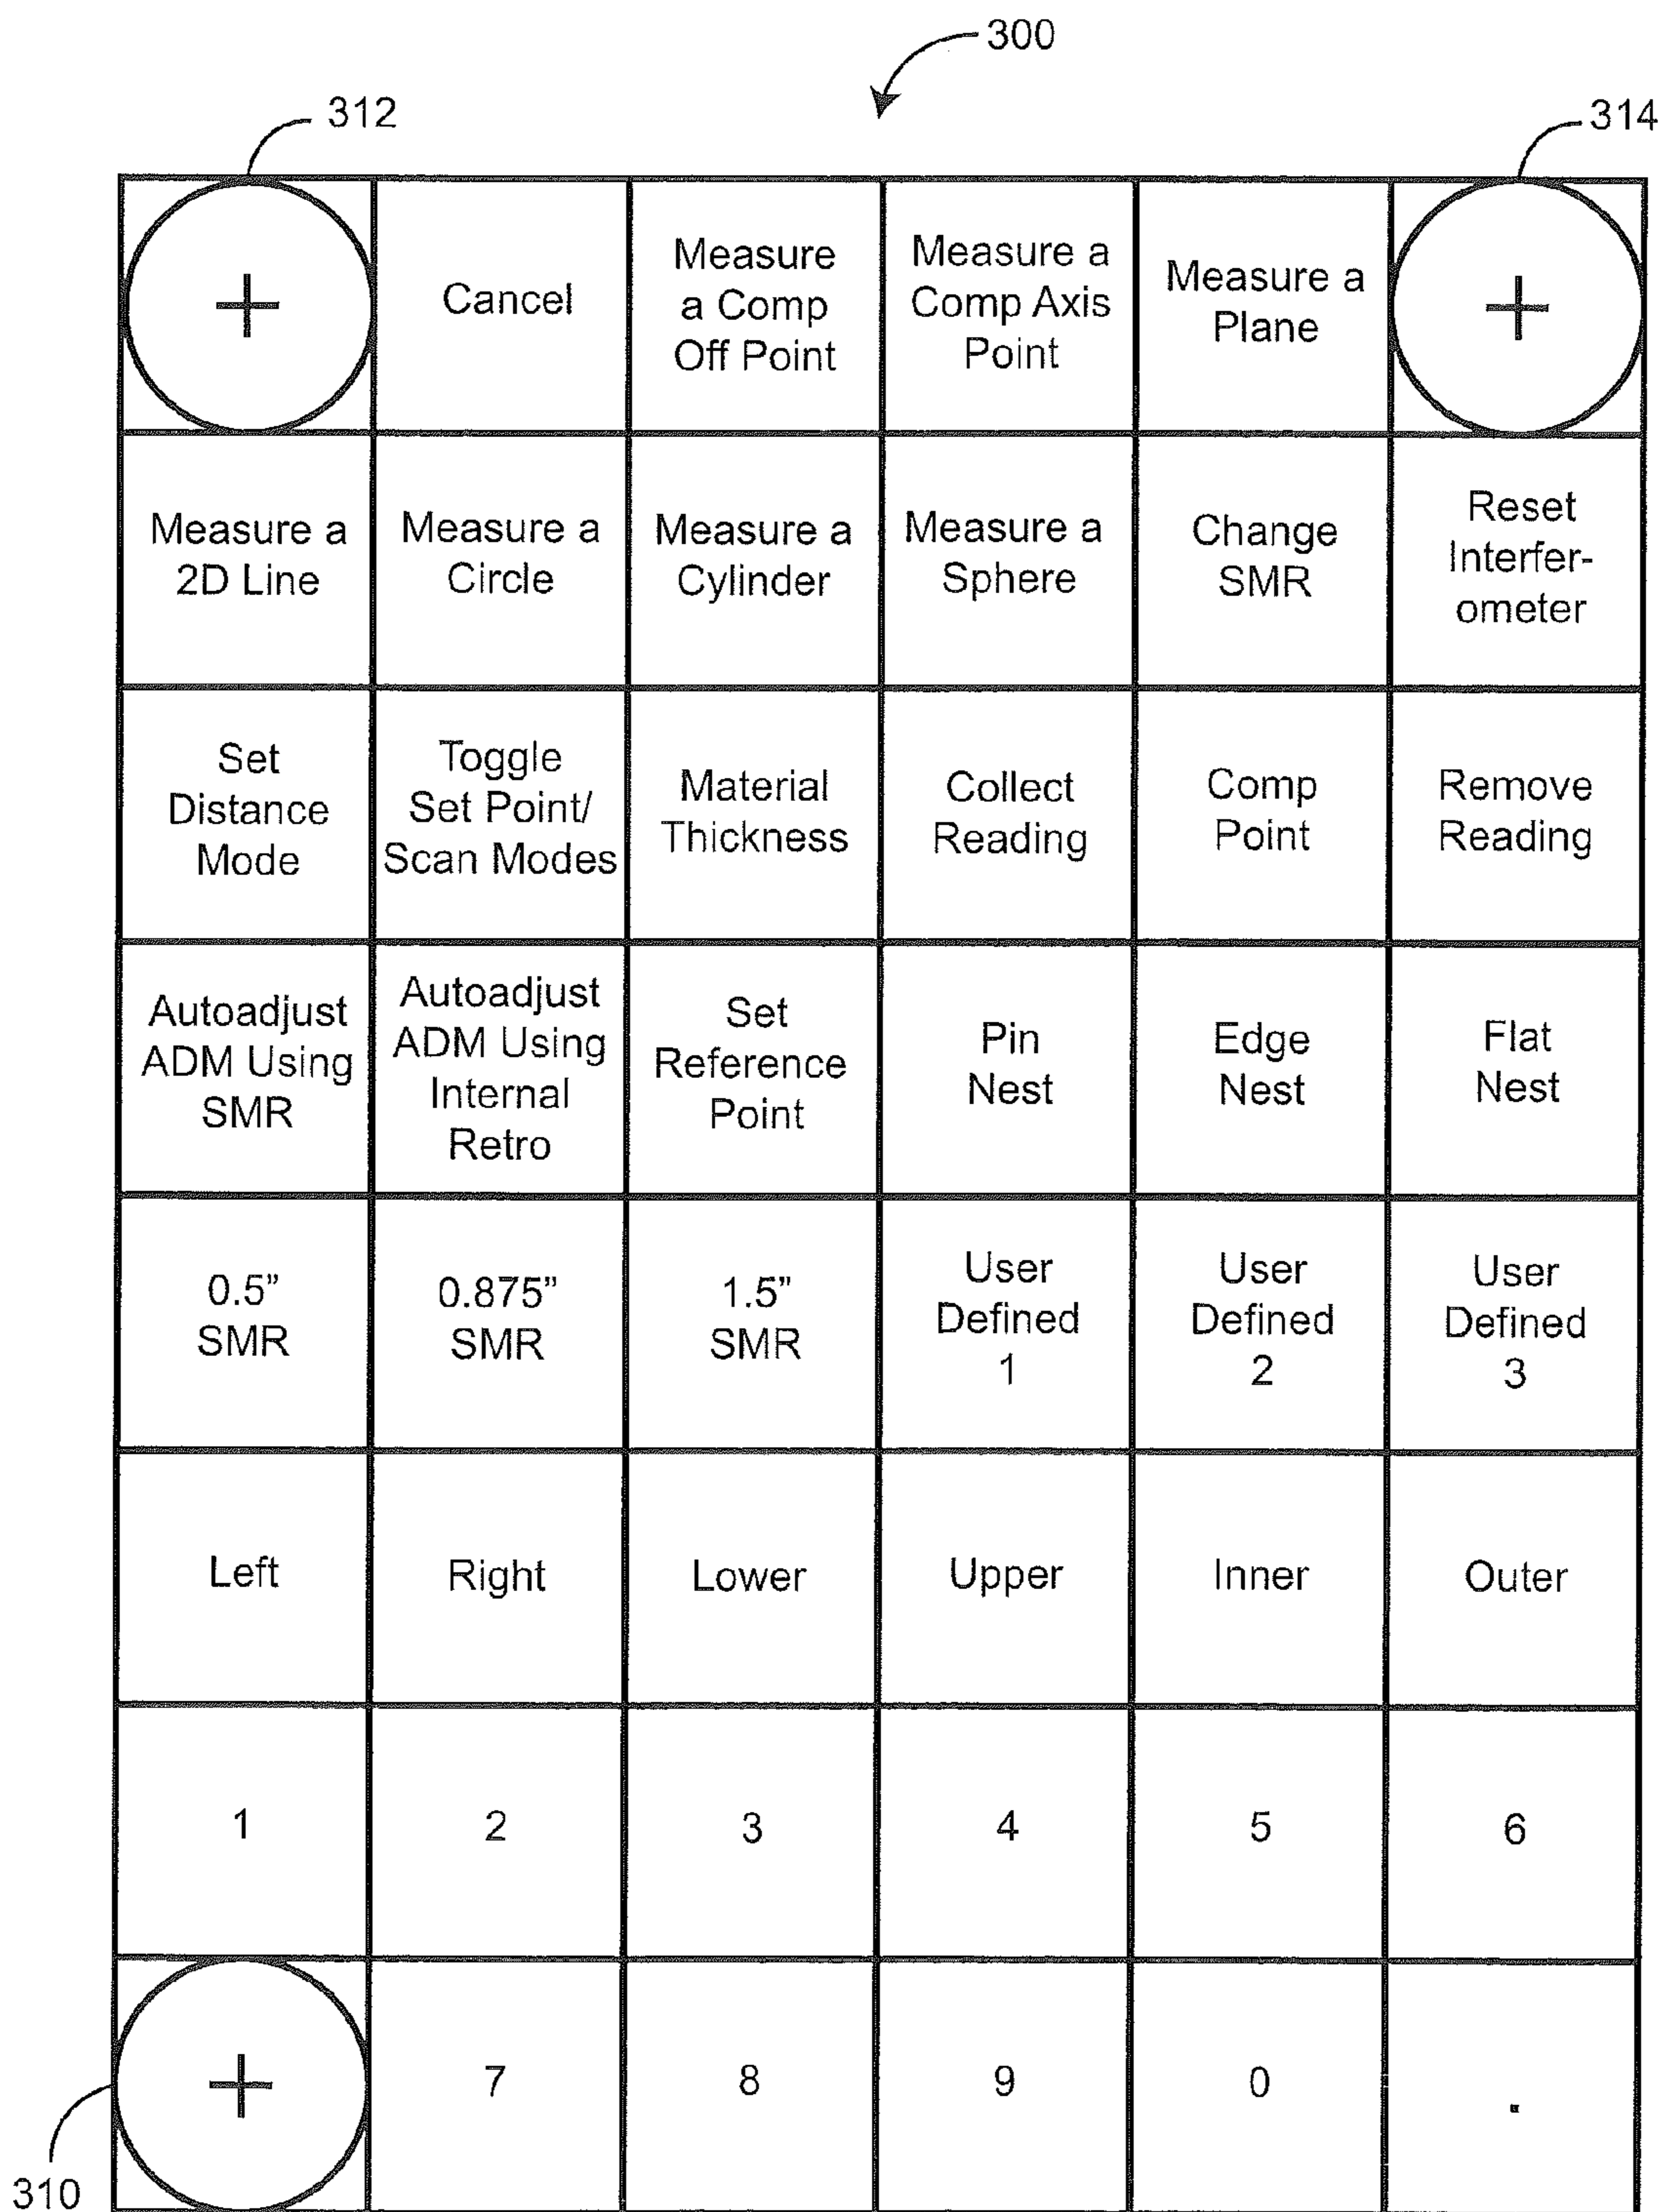 300
312
314
+
Cancel
Measure
a Comp
Off Point
Measure a
Comp Axis
Point
Measure a
Plane
+
Measure a
2D Line
Measure a
Circle
Measure a
Cylinder
Measure a
Sphere
Change
SMR
Reset
Interfer-
ometer
Set
Distance
Mode
Toggle
Set Point/
Scan Modes
Material
Thickness
Collect
Reading
Comp
Point
Remove
Reading
Autoadjust
ADM Using
SMR
Autoadjust
ADM Using
Internal
Retro
Set
Reference
Point
Pin
Nest
Edge
Nest
Flat
Nest
0.5”
SMR
0.875”
SMR
1.5”
SMR
User
Defined
1
User
Defined
2
User
Defined
3
Left
Right
Lower
Upper
Inner
Outer
1
2
3
4
5
6
+
7
8
9
0
.
310